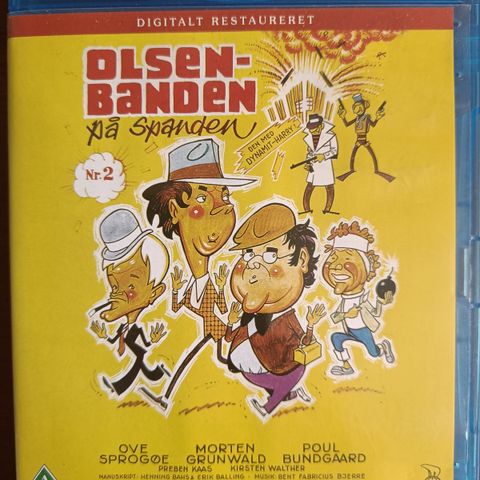 DIGITALT RESTAURERET
OLSEN-
BANDEN
på spanden
DEN MED
DYNAMIT-HARRY!
Nr. 2
OVE SPROGØE
MORTEN GRUNWALD
POUL BUNDGAARD
PREBEN KAAS KIRSTEN WALTHER
MANUSKRIPT: HENNING BAHS & ERIK BALLING · MUSIK: BENT FABRICIUS BJERRE
A